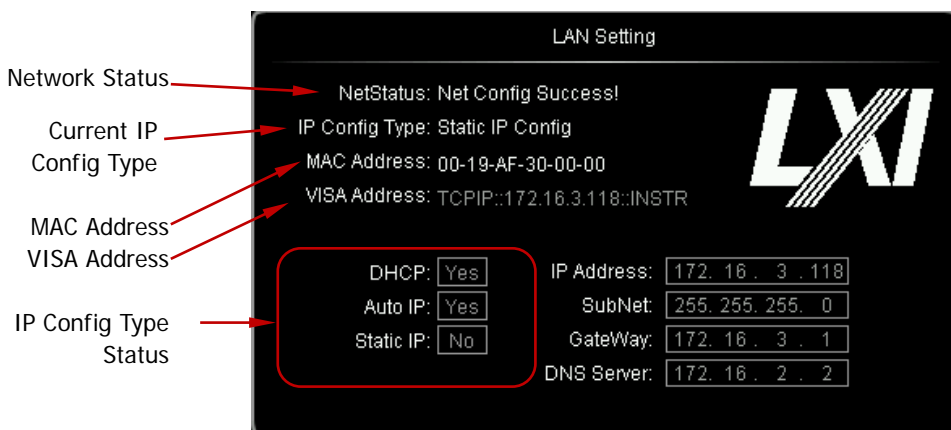 LAN Setting
Network Status
NetStatus: Net Config Success!
Current IP
Config Type
IP Config Type: Static IP Config
MAC Address: 00-19-AF-30-00-00
VISA Address: TCPIP::172.16.3.118::INSTR
LXI
MAC Address
VISA Address
IP Config Type
Status
DHCP: Yes
Auto IP: Yes
Static IP: No
IP Address: 172. 16 . 3 . 118
SubNet: 255. 255. 255. 0
GateWay: 172. 16 . 3 . 1
DNS Server: 172. 16 . 2 . 2